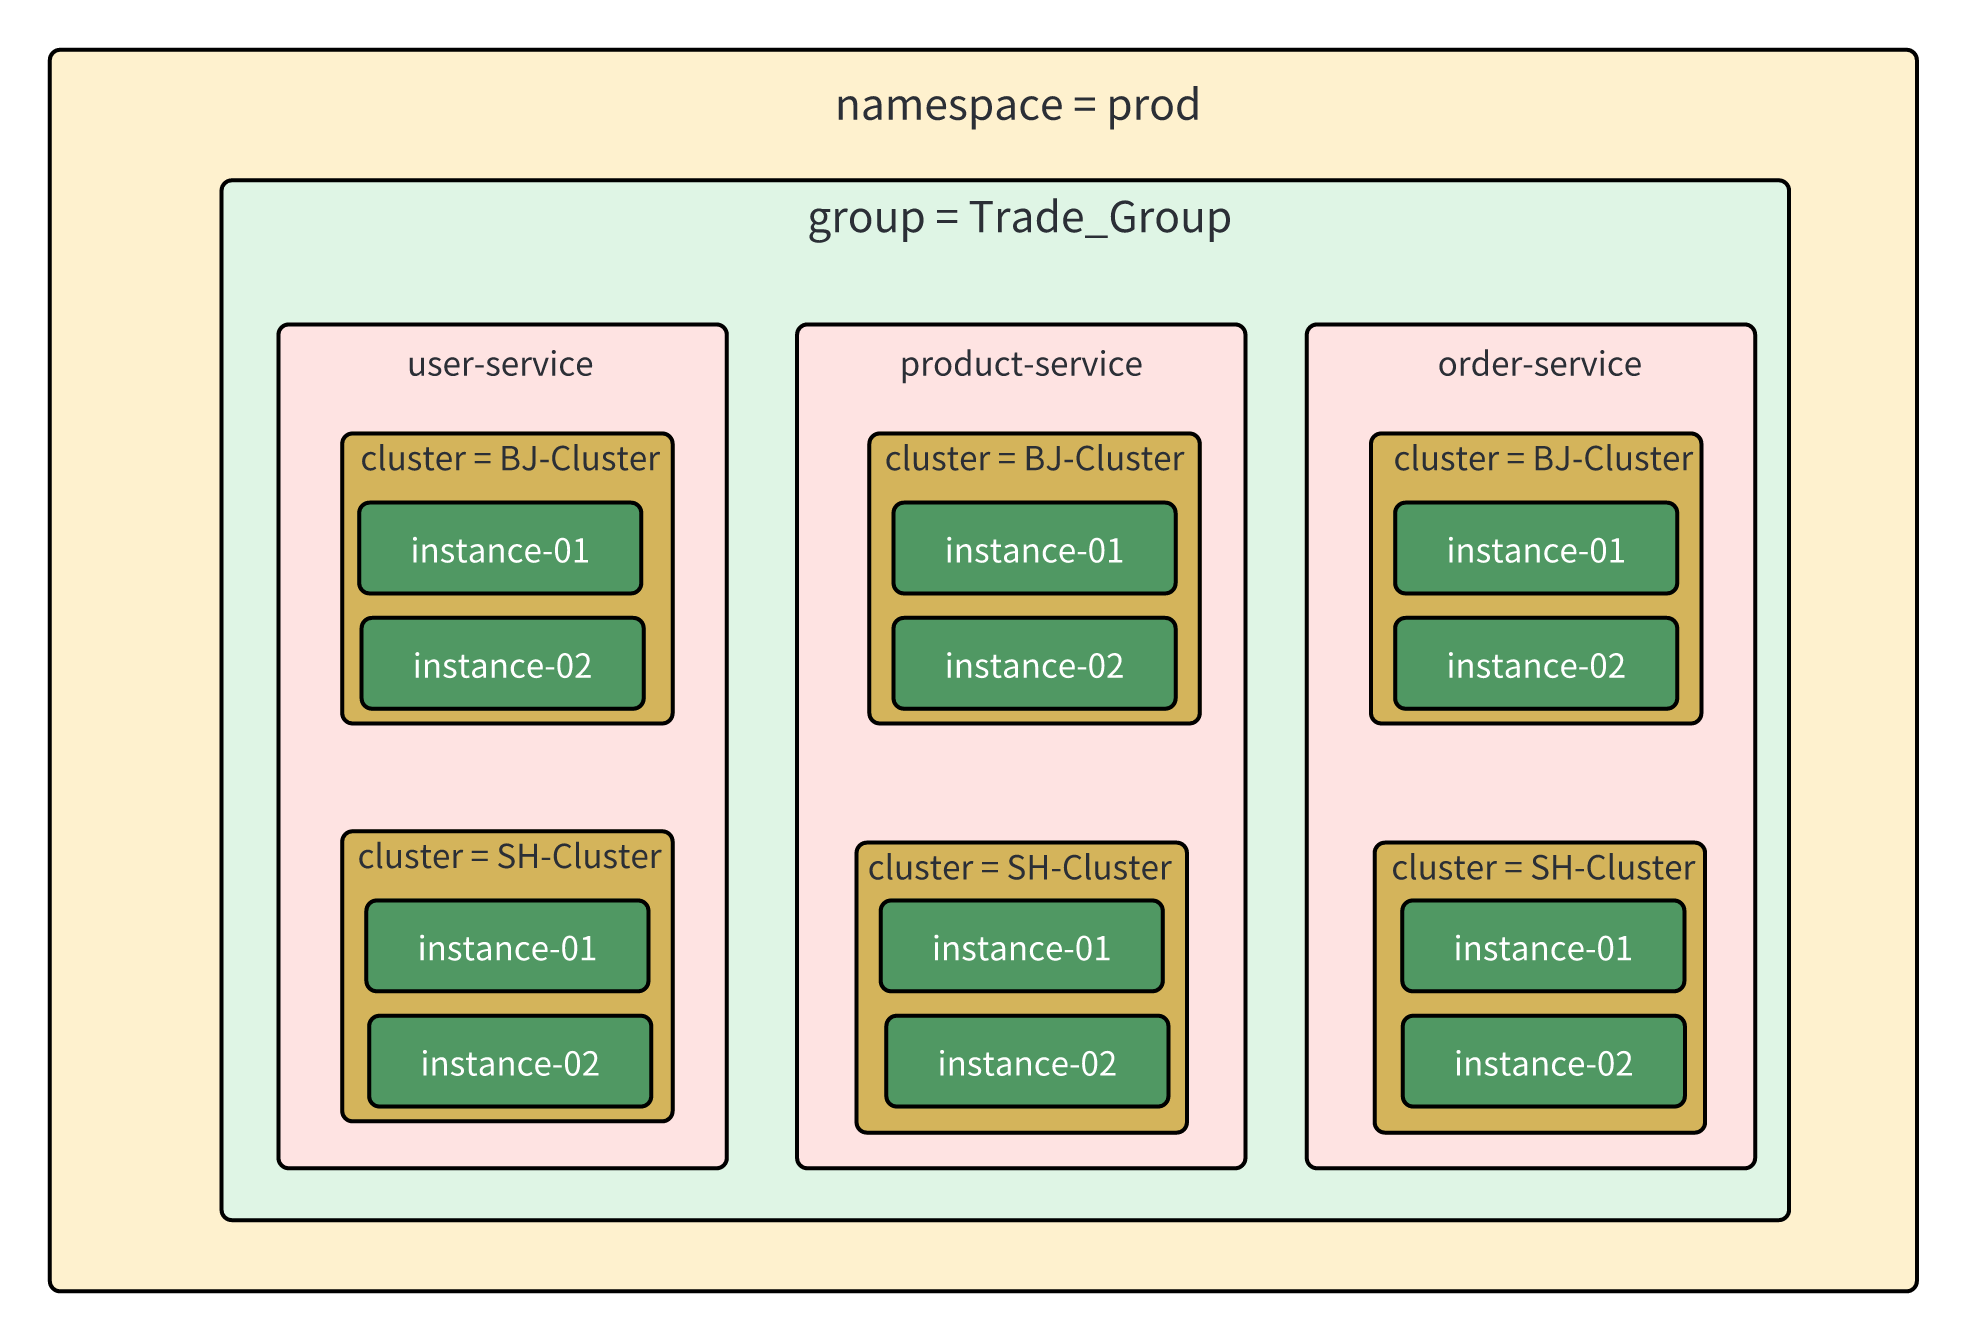 namespace = prod
group = Trade_Group
user-service
cluster = BJ-Cluster
instance-01
instance-02
cluster = SH-Cluster
instance-01
instance-02
product-service
cluster = BJ-Cluster
instance-01
instance-02
cluster = SH-Cluster
instance-01
instance-02
order-service
cluster = BJ-Cluster
instance-01
instance-02
cluster = SH-Cluster
instance-01
instance-02